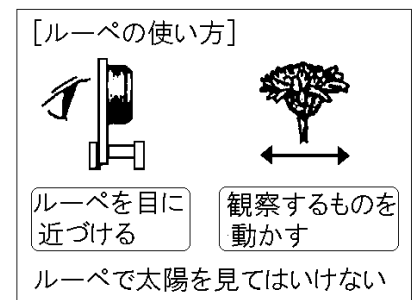 [ルーペの使い方]
ルーペを目に
近づける
観察するものを
動かす
ルーペで太陽を見てはいけない